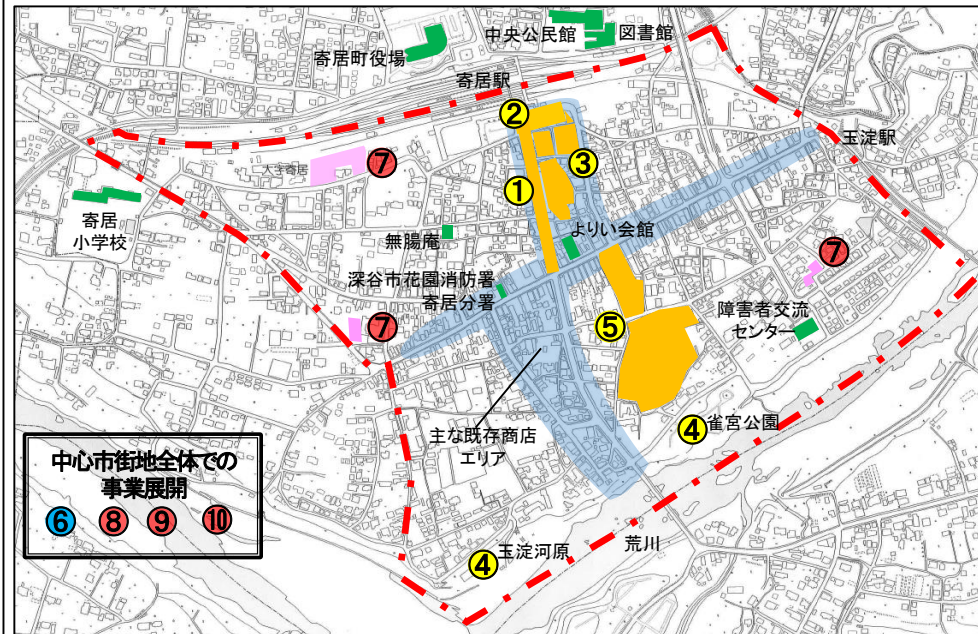 中央公民館
図書館
寄居町役場
寄居駅
②
玉淀駅
⑦
大字寄居
③
①
寄居
小学校
無腸庵
よりい会館
⑦
深谷市花園消防署
寄居分署
障害者交流
センター
⑦
⑤
主な既存商店
エリア
④
雀宮公園
中心市街地全体での
事業展開
⑥
⑧
⑨
⑩
④
玉淀河原
荒川